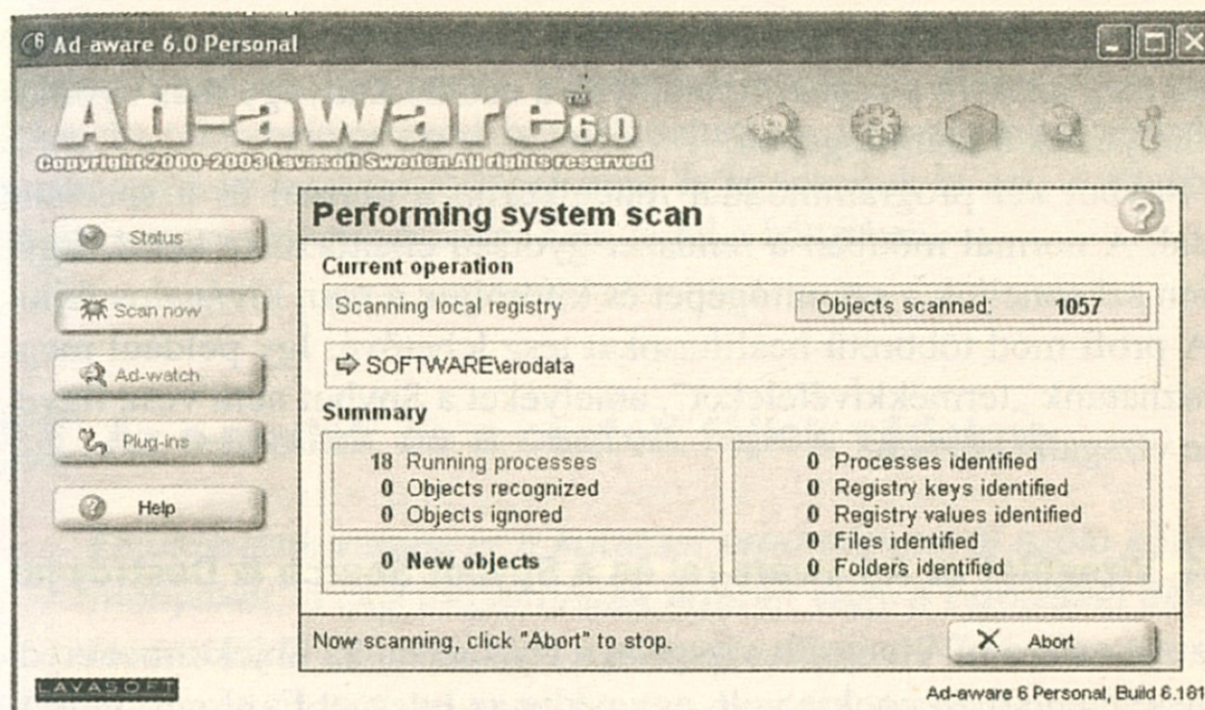 Ad-aware 6.0 Personal
Ad-aware 6.0
Copyright 2000-2003 Lavasoft Sweden All rights reserved
Status
Scan now
Ad-watch
Plug-ins
Help
Performing system scan
Current operation
Scanning local registry
Objects scanned: 1057
SOFTWARE\erodata
Summary
18 Running processes
0 Objects recognized
0 Objects ignored
0 New objects
0 Processes identified
0 Registry keys identified
0 Registry values identified
0 Files identified
0 Folders identified
Now scanning, click "Abort" to stop.
Abort
LAVASOFT
Ad-aware 6 Personal, Build 6.181